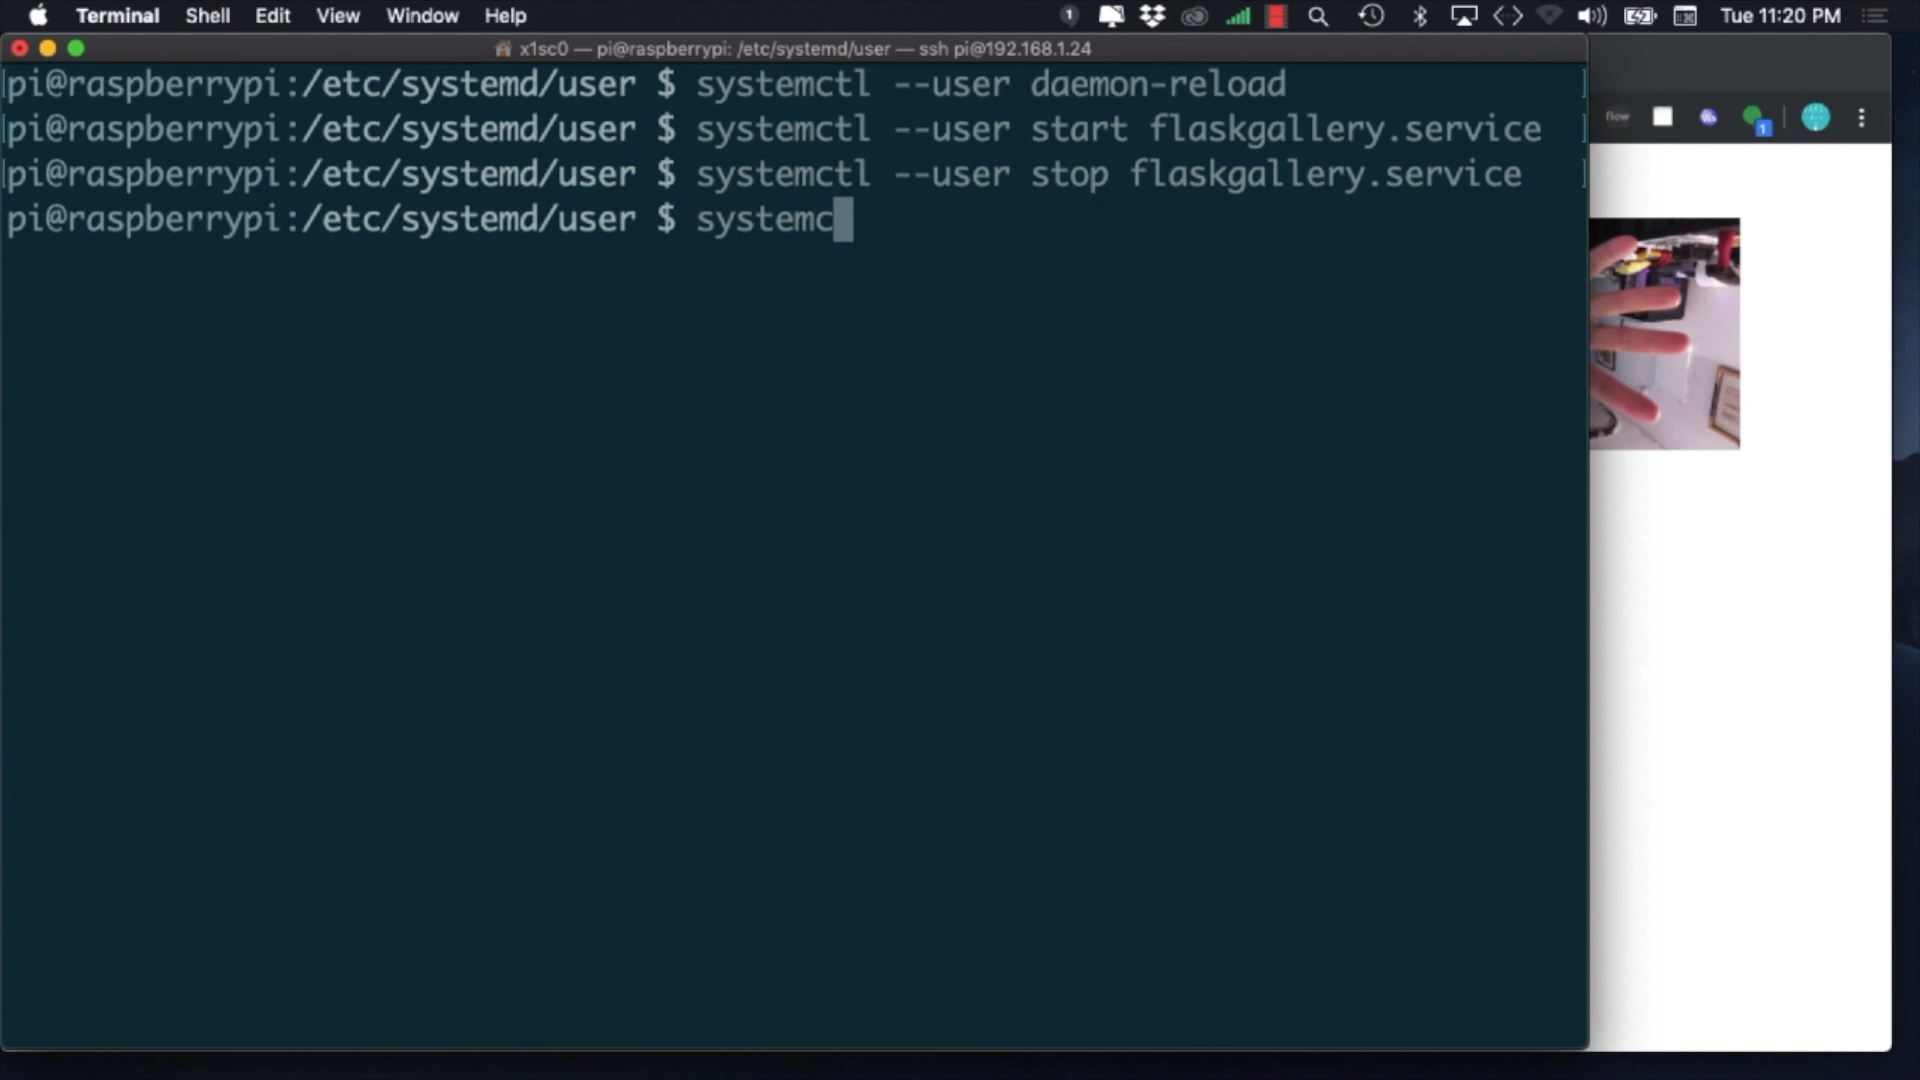 Terminal Shell Edit View Window Help 1 Tue 11:20 PM
x1sc0 — pi@raspberrypi: /etc/systemd/user — ssh pi@192.168.1.24
pi@raspberrypi:/etc/systemd/user $ systemctl --user daemon-reload
pi@raspberrypi:/etc/systemd/user $ systemctl --user start flaskgallery.service
pi@raspberrypi:/etc/systemd/user $ systemctl --user stop flaskgallery.service
pi@raspberrypi:/etc/systemd/user $ systemc
flow 1